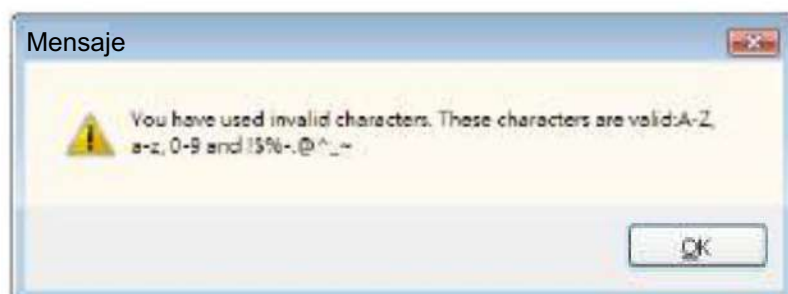 Mensaje
You have used invalid characters. These characters are valid:A-Z,
a-z, 0-9 and !$%-.@^_~
OK